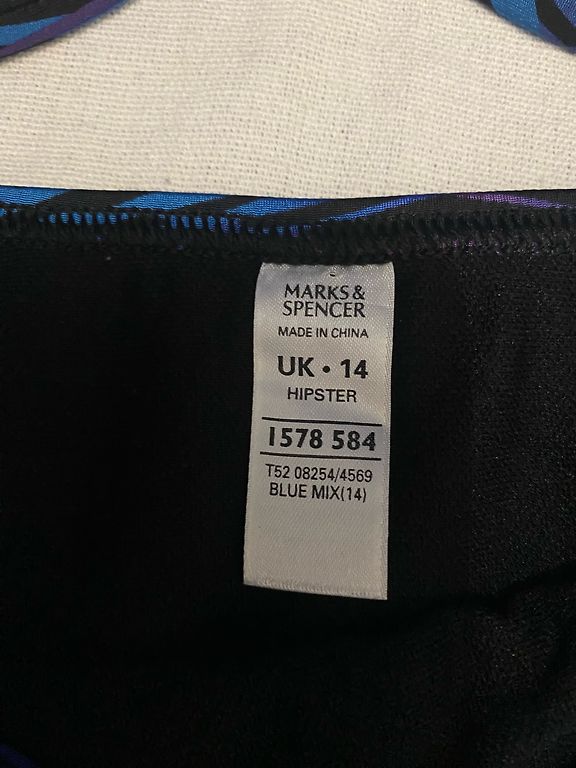 MARKS &
SPENCER
MADE IN CHINA
UK • 14
HIPSTER
1578 584
T52 08254/4569
BLUE MIX(14)